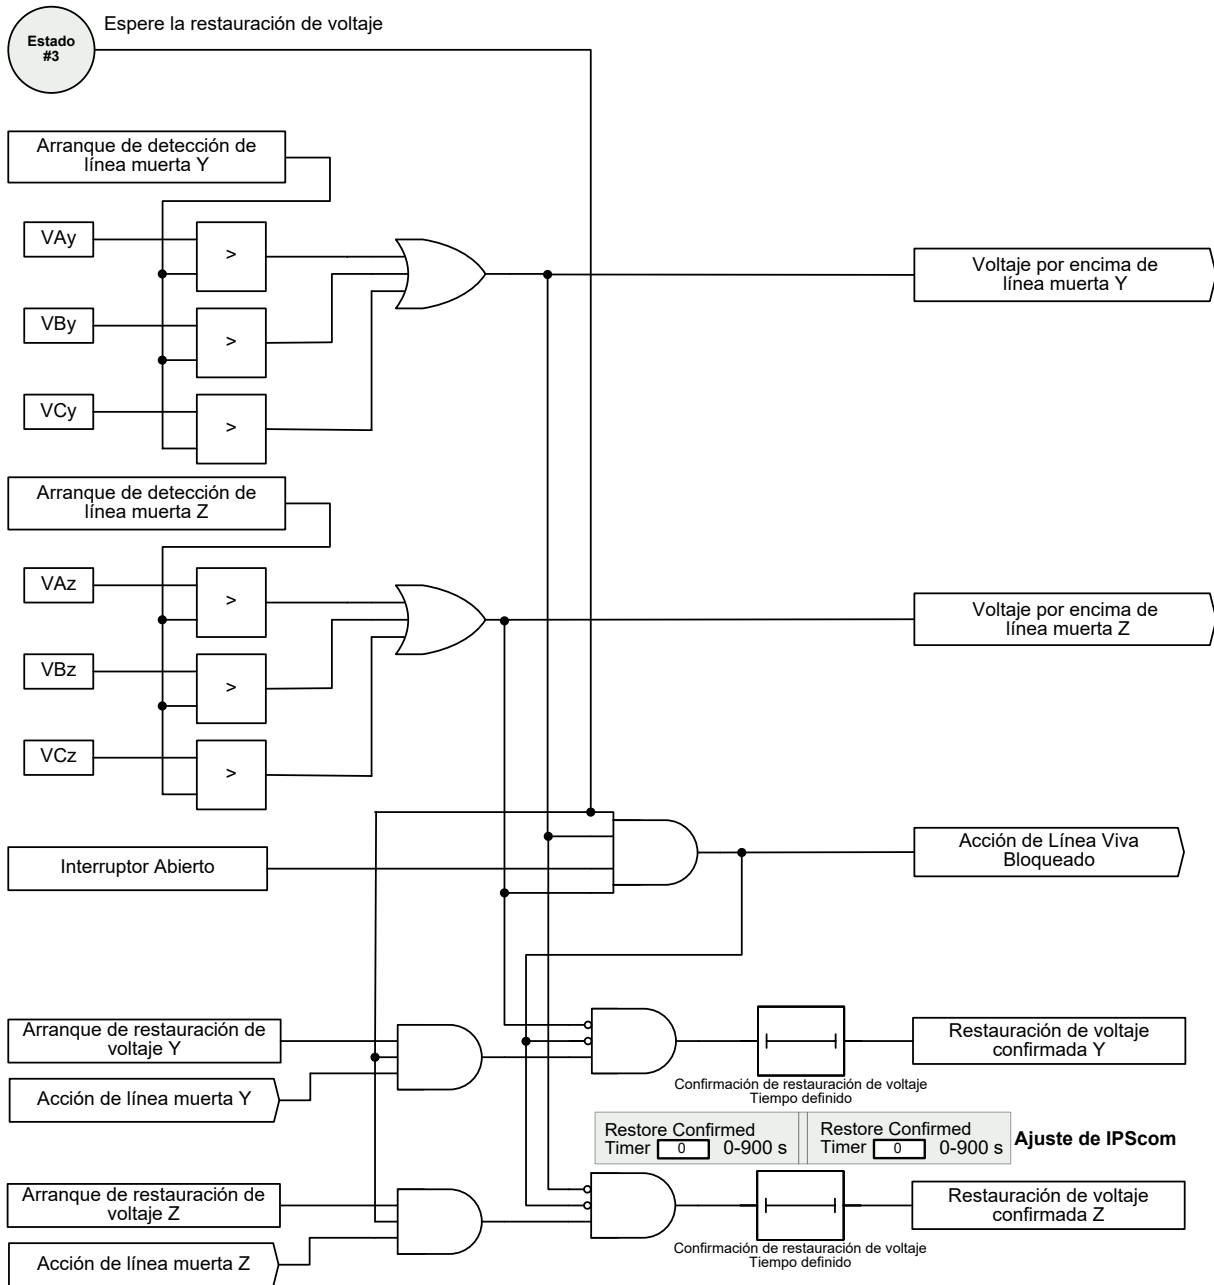 Espere la restauración de voltaje
Estado
#3
Arranque de detección de
línea muerta Y
VAy
>
Voltaje por encima de
línea muerta Y
VBy
>
VCy
>
Arranque de detección de
línea muerta Z
VAz
>
Voltaje por encima de
línea muerta Z
VBz
>
VCz
>
Interruptor Abierto
Acción de Línea Viva
Bloqueado
Arranque de restauración de
voltaje Y
Restauración de voltaje
confirmada Y
Acción de línea muerta Y
Confirmación de restauración de voltaje
Tiempo definido
Restore Confirmed
Timer 0 0-900 s
Restore Confirmed
Timer 0 0-900 s
Ajuste de IPScom
Arranque de restauración de
voltaje Z
Restauración de voltaje
confirmada Z
Acción de línea muerta Z
Confirmación de restauración de voltaje
Tiempo definido